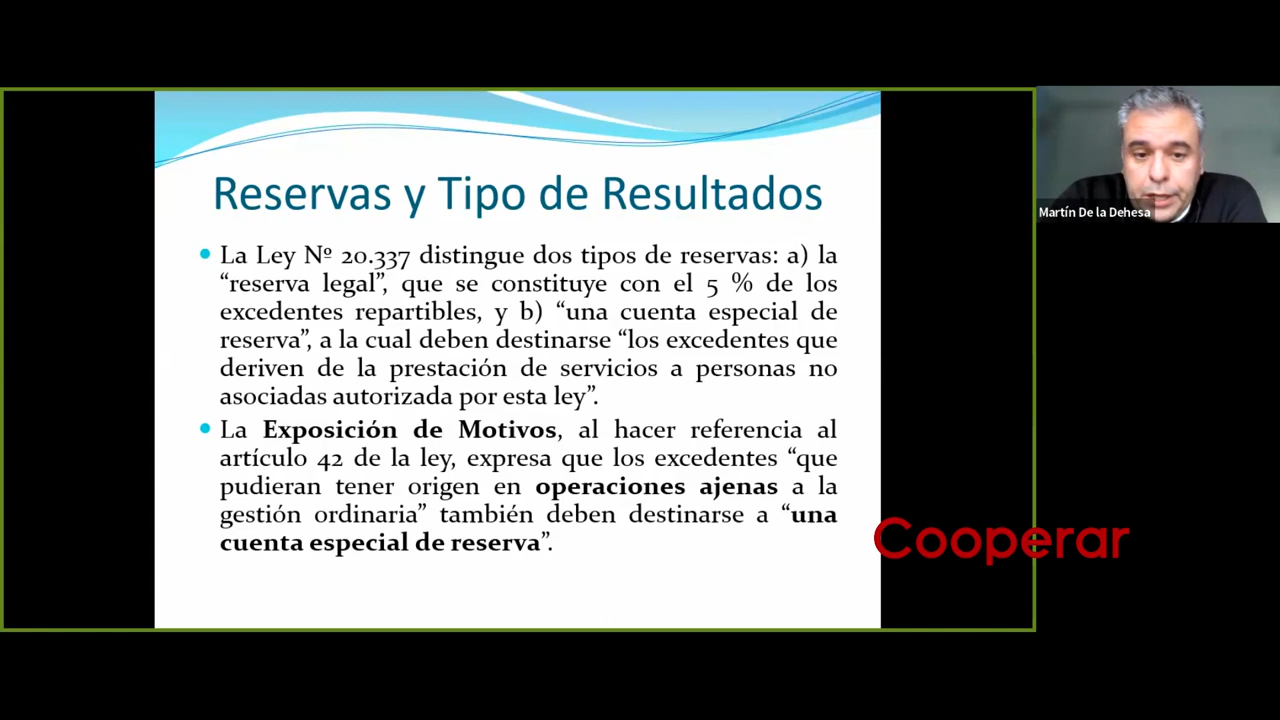 Reservas y Tipo de Resultados
La Ley Nº 20.337 distingue dos tipos de reservas: a) la
“reserva legal”, que se constituye con el 5 % de los
excedentes repartibles, y b) “una cuenta especial de
reserva”, a la cual deben destinarse “los excedentes que
deriven de la prestación de servicios a personas no
asociadas autorizada por esta ley”.
La Exposición de Motivos, al hacer referencia al
artículo 42 de la ley, expresa que los excedentes “que
pudieran tener origen en operaciones ajenas a la
gestión ordinaria” también deben destinarse a “una
cuenta especial de reserva”.
Martín De la Dehesa
Cooperar